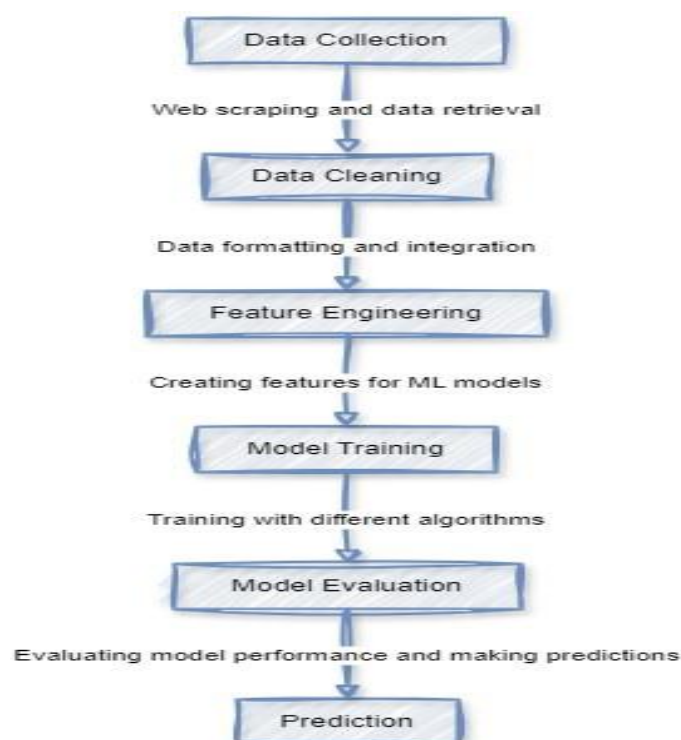 Data Collection
Web scraping and data retrieval
Data Cleaning
Data formatting and integration
Feature Engineering
Creating features for ML models
Model Training
Training with different algorithms
Model Evaluation
Evaluating model performance and making predictions
Prediction